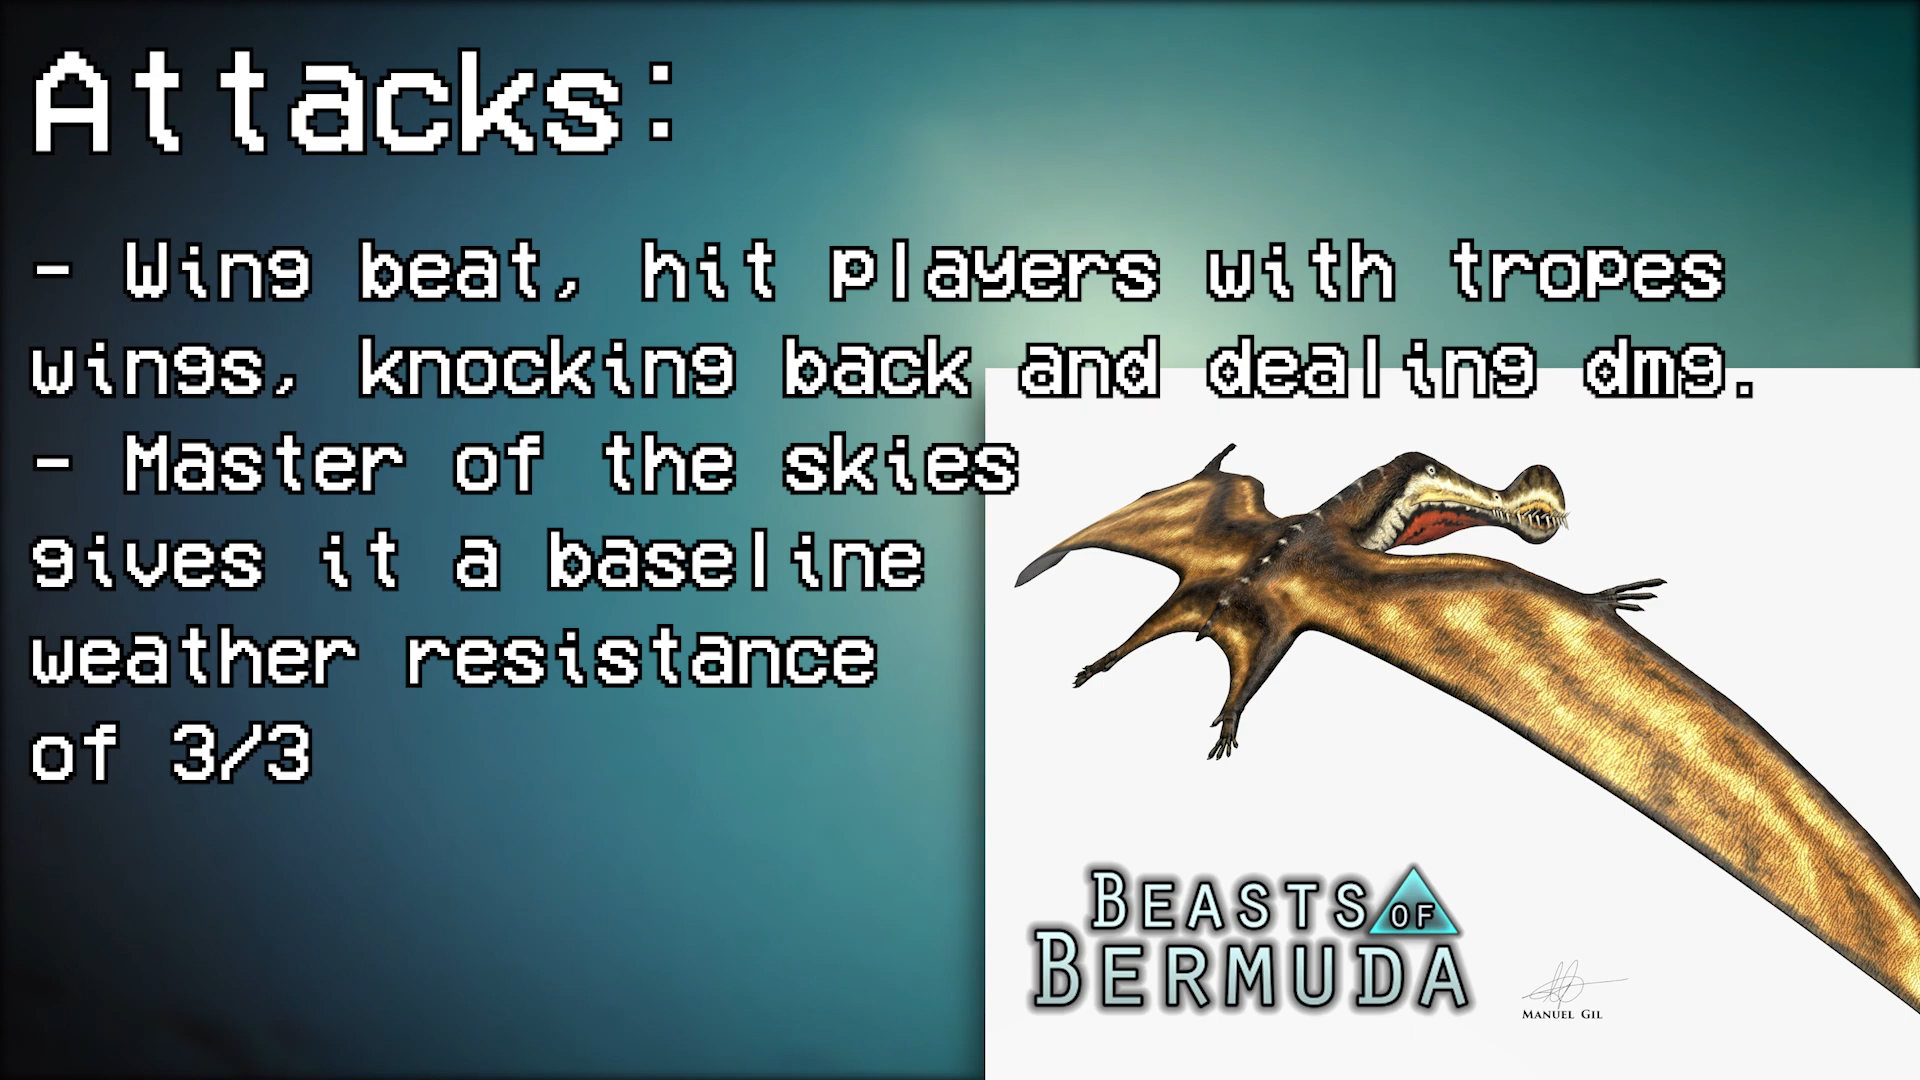 Attacks:
- Wing beat, hit players with tropes
wings, knocking back and dealing dmg.
- Master of the skies
gives it a baseline
weather resistance
of 3/3
BEASTS OF
BERMUDA
MANUEL GIL